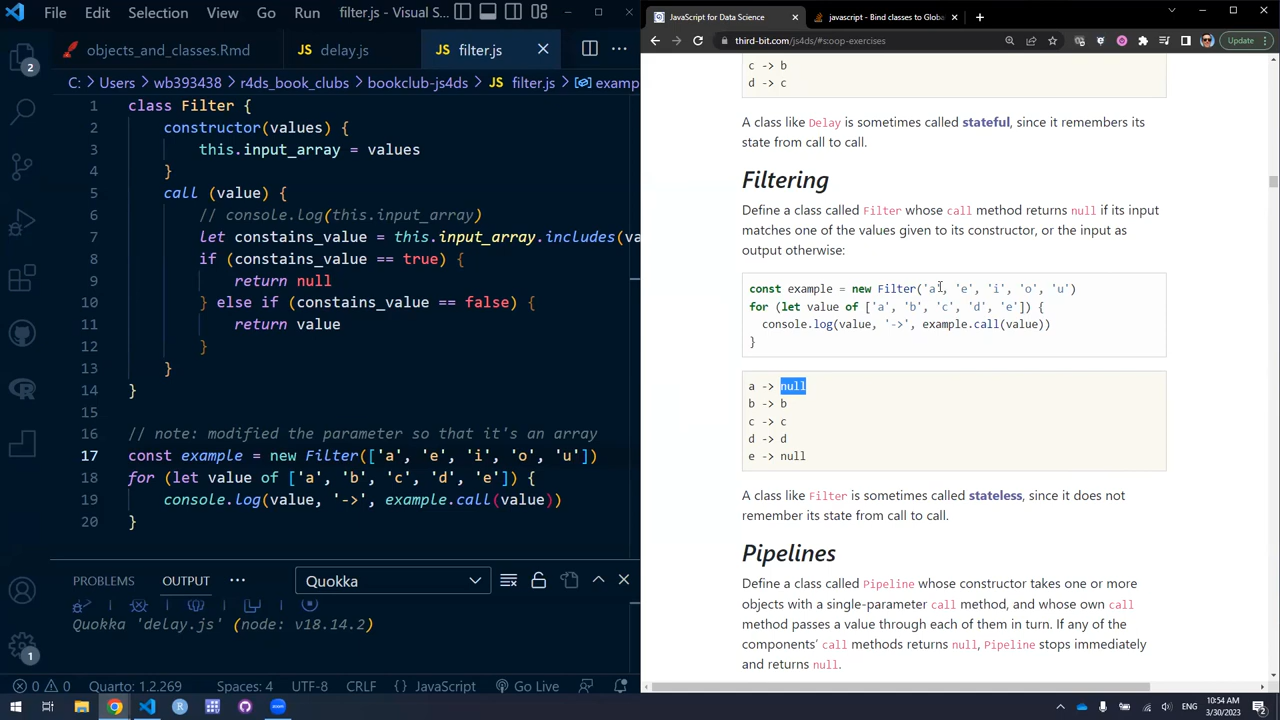 File Edit Selection View Go Run filter.js - Visual S...
objects_and_classes.Rmd
delay.js
filter.js
C: > Users > wb393438 > r4ds_book_clubs > bookclub-js4ds > filter.js > examp
1 class Filter {
2 constructor(values) {
3 this.input_array = values
4 }
5 call (value) {
6 // console.log(this.input_array)
7 let constains_value = this.input_array.includes(va
8 if (constains_value == true) {
9 return null
10 } else if (constains_value == false) {
11 return value
12 }
13 }
14 }
15
16 // note: modified the parameter so that it's an array
17 const example = new Filter(['a', 'e', 'i', 'o', 'u'])
18 for (let value of ['a', 'b', 'c', 'd', 'e']) {
19 console.log(value, '->', example.call(value))
20 }
PROBLEMS OUTPUT ... Quokka
Quokka 'delay.js' (node: v18.14.2)
2
1
0 0 Quarto: 1.2.269 Spaces: 4 UTF-8 CRLF {} JavaScript Go Live
JavaScript for Data Science
javascript - Bind classes to Globa
third-bit.com/js4ds/#s:oop-exercises
Update
c -> b
d -> c
A class like Delay is sometimes called stateful, since it remembers its
state from call to call.
Filtering
Define a class called Filter whose call method returns null if its input
matches one of the values given to its constructor, or the input as
output otherwise:
const example = new Filter('a', 'e', 'i', 'o', 'u')
for (let value of ['a', 'b', 'c', 'd', 'e']) {
console.log(value, '->', example.call(value))
}
a -> null
b -> b
c -> c
d -> d
e -> null
A class like Filter is sometimes called stateless, since it does not
remember its state from call to call.
Pipelines
Define a class called Pipeline whose constructor takes one or more
objects with a single-parameter call method, and whose own call
method passes a value through each of them in turn. If any of the
components' call methods returns null, Pipeline stops immediately
and returns null.
ENG
10:54 AM
3/30/2023
2